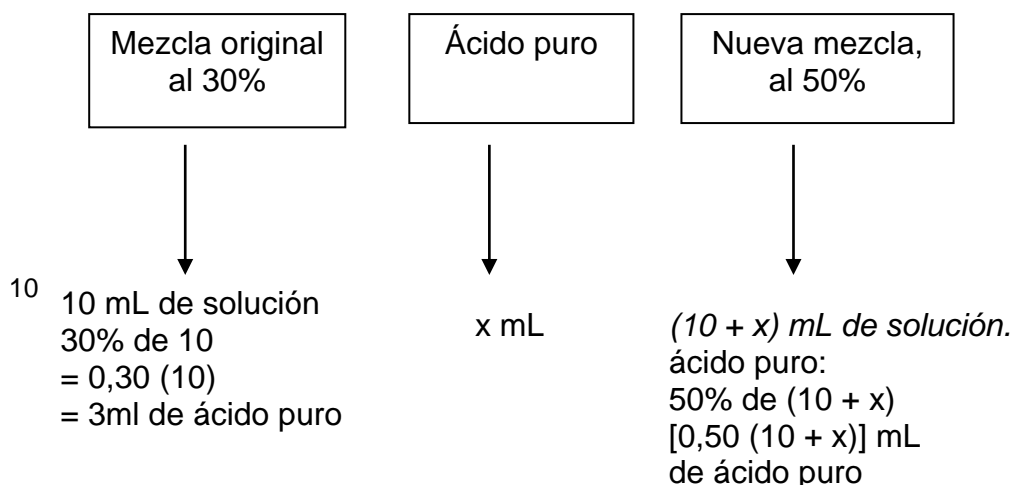 Mezcla original
al 30%
Ácido puro
Nueva mezcla,
al 50%
10
10 mL de solución
30% de 10
= 0,30 (10)
= 3ml de ácido puro
x mL
(10 + x) mL de solución.
ácido puro:
50% de (10 + x)
[0,50 (10 + x)] mL
de ácido puro